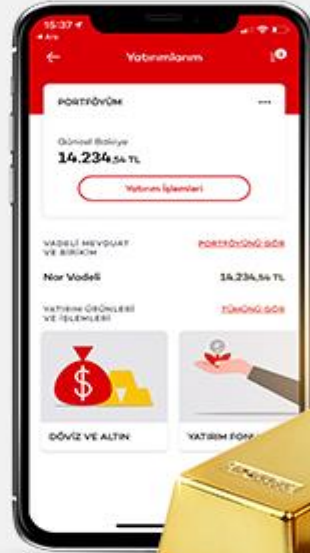 15:37
Ara
Yatırımlarım
PORTFÖYÜM
Güncel Bakiye
14.234,54 TL
Yatırım İşlemleri
VADELİ MEVDUAT
VE BİRİKİM
PORTFÖYÜNÜ GÖR
Nar Vadeli
14.234,54 TL
YATIRIM ÜRÜNLERİ
VE İŞLEMLERİ
TÜMÜNÜ GÖR
$
DÖVİZ VE ALTIN
YATIRIM